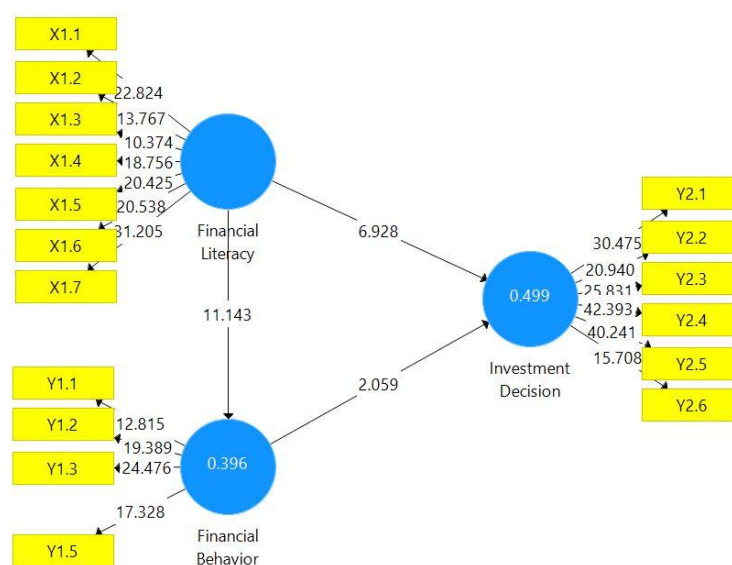 X1.1
X1.2
X1.3
X1.4
X1.5
X1.6
X1.7
22.824
13.767
10.374
18.756
20.425
20.538
31.205
Financial
Literacy
6.928
11.143
2.059
Y1.1
Y1.2
Y1.3
Y1.5
12.815
19.389
24.476
17.328
0.396
Financial
Behavior
0.499
Investment
Decision
30.475
20.940
25.831
42.393
40.241
15.708
Y2.1
Y2.2
Y2.3
Y2.4
Y2.5
Y2.6